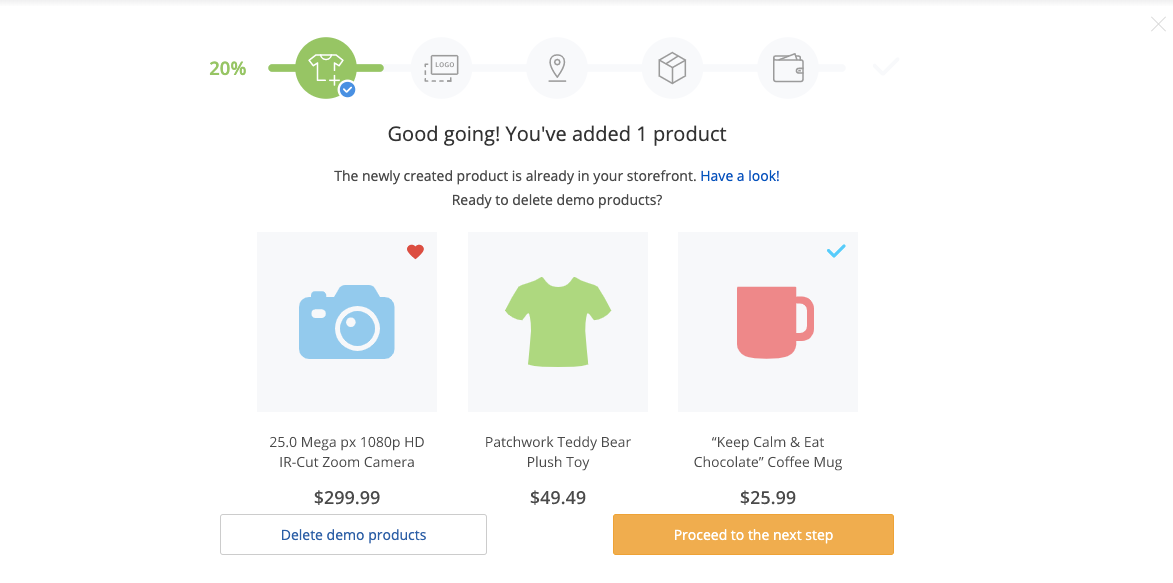 20%
LOGO
Good going! You've added 1 product
The newly created product is already in your storefront. Have a look!
Ready to delete demo products?
25.0 Mega px 1080p HD
IR-Cut Zoom Camera
$299.99
Patchwork Teddy Bear
Plush Toy
$49.49
“Keep Calm & Eat
Chocolate” Coffee Mug
$25.99
Delete demo products
Proceed to the next step